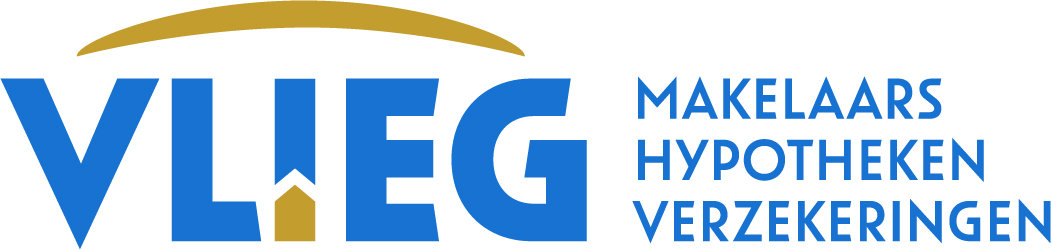 VLIEG
MAKELAARS
HYPOTHEKEN
VERZEKERINGEN